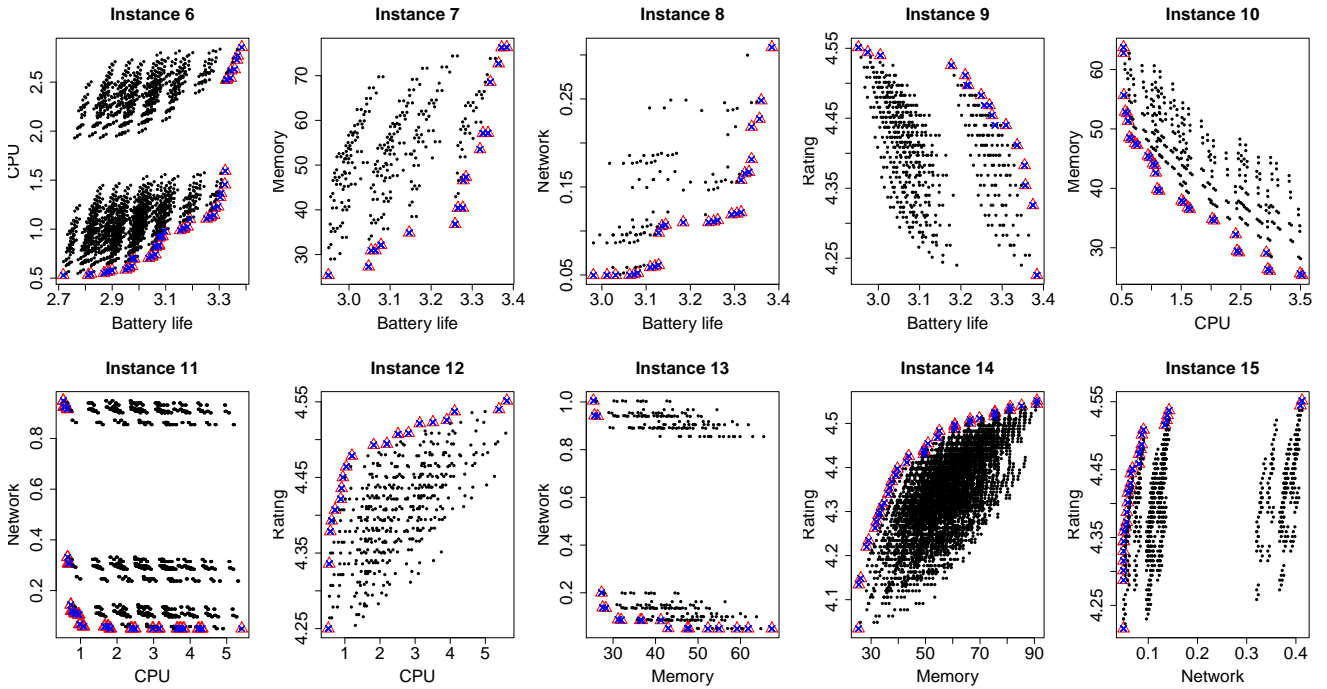 Instance 6
CPU
0.5 1.0 1.5 2.0 2.5
2.7 2.9 3.1 3.3
Battery life
Instance 7
Memory
30 40 50 60 70
3.0 3.1 3.2 3.3 3.4
Battery life
Instance 8
Network
0.05 0.15 0.25
3.0 3.1 3.2 3.3 3.4
Battery life
Instance 9
Rating
4.25 4.35 4.45 4.55
3.0 3.1 3.2 3.3 3.4
Battery life
Instance 10
Memory
30 40 50 60
0.5 1.5 2.5 3.5
CPU
Instance 11
Network
0.2 0.4 0.6 0.8
1 2 3 4 5
CPU
Instance 12
Rating
4.25 4.35 4.45 4.55
1 2 3 4 5
CPU
Instance 13
Network
0.2 0.4 0.6 0.8 1.0
30 40 50 60
Memory
Instance 14
Rating
4.1 4.2 4.3 4.4 4.5
30 50 70 90
Memory
Instance 15
Rating
4.25 4.35 4.45 4.55
0.1 0.2 0.3 0.4
Network